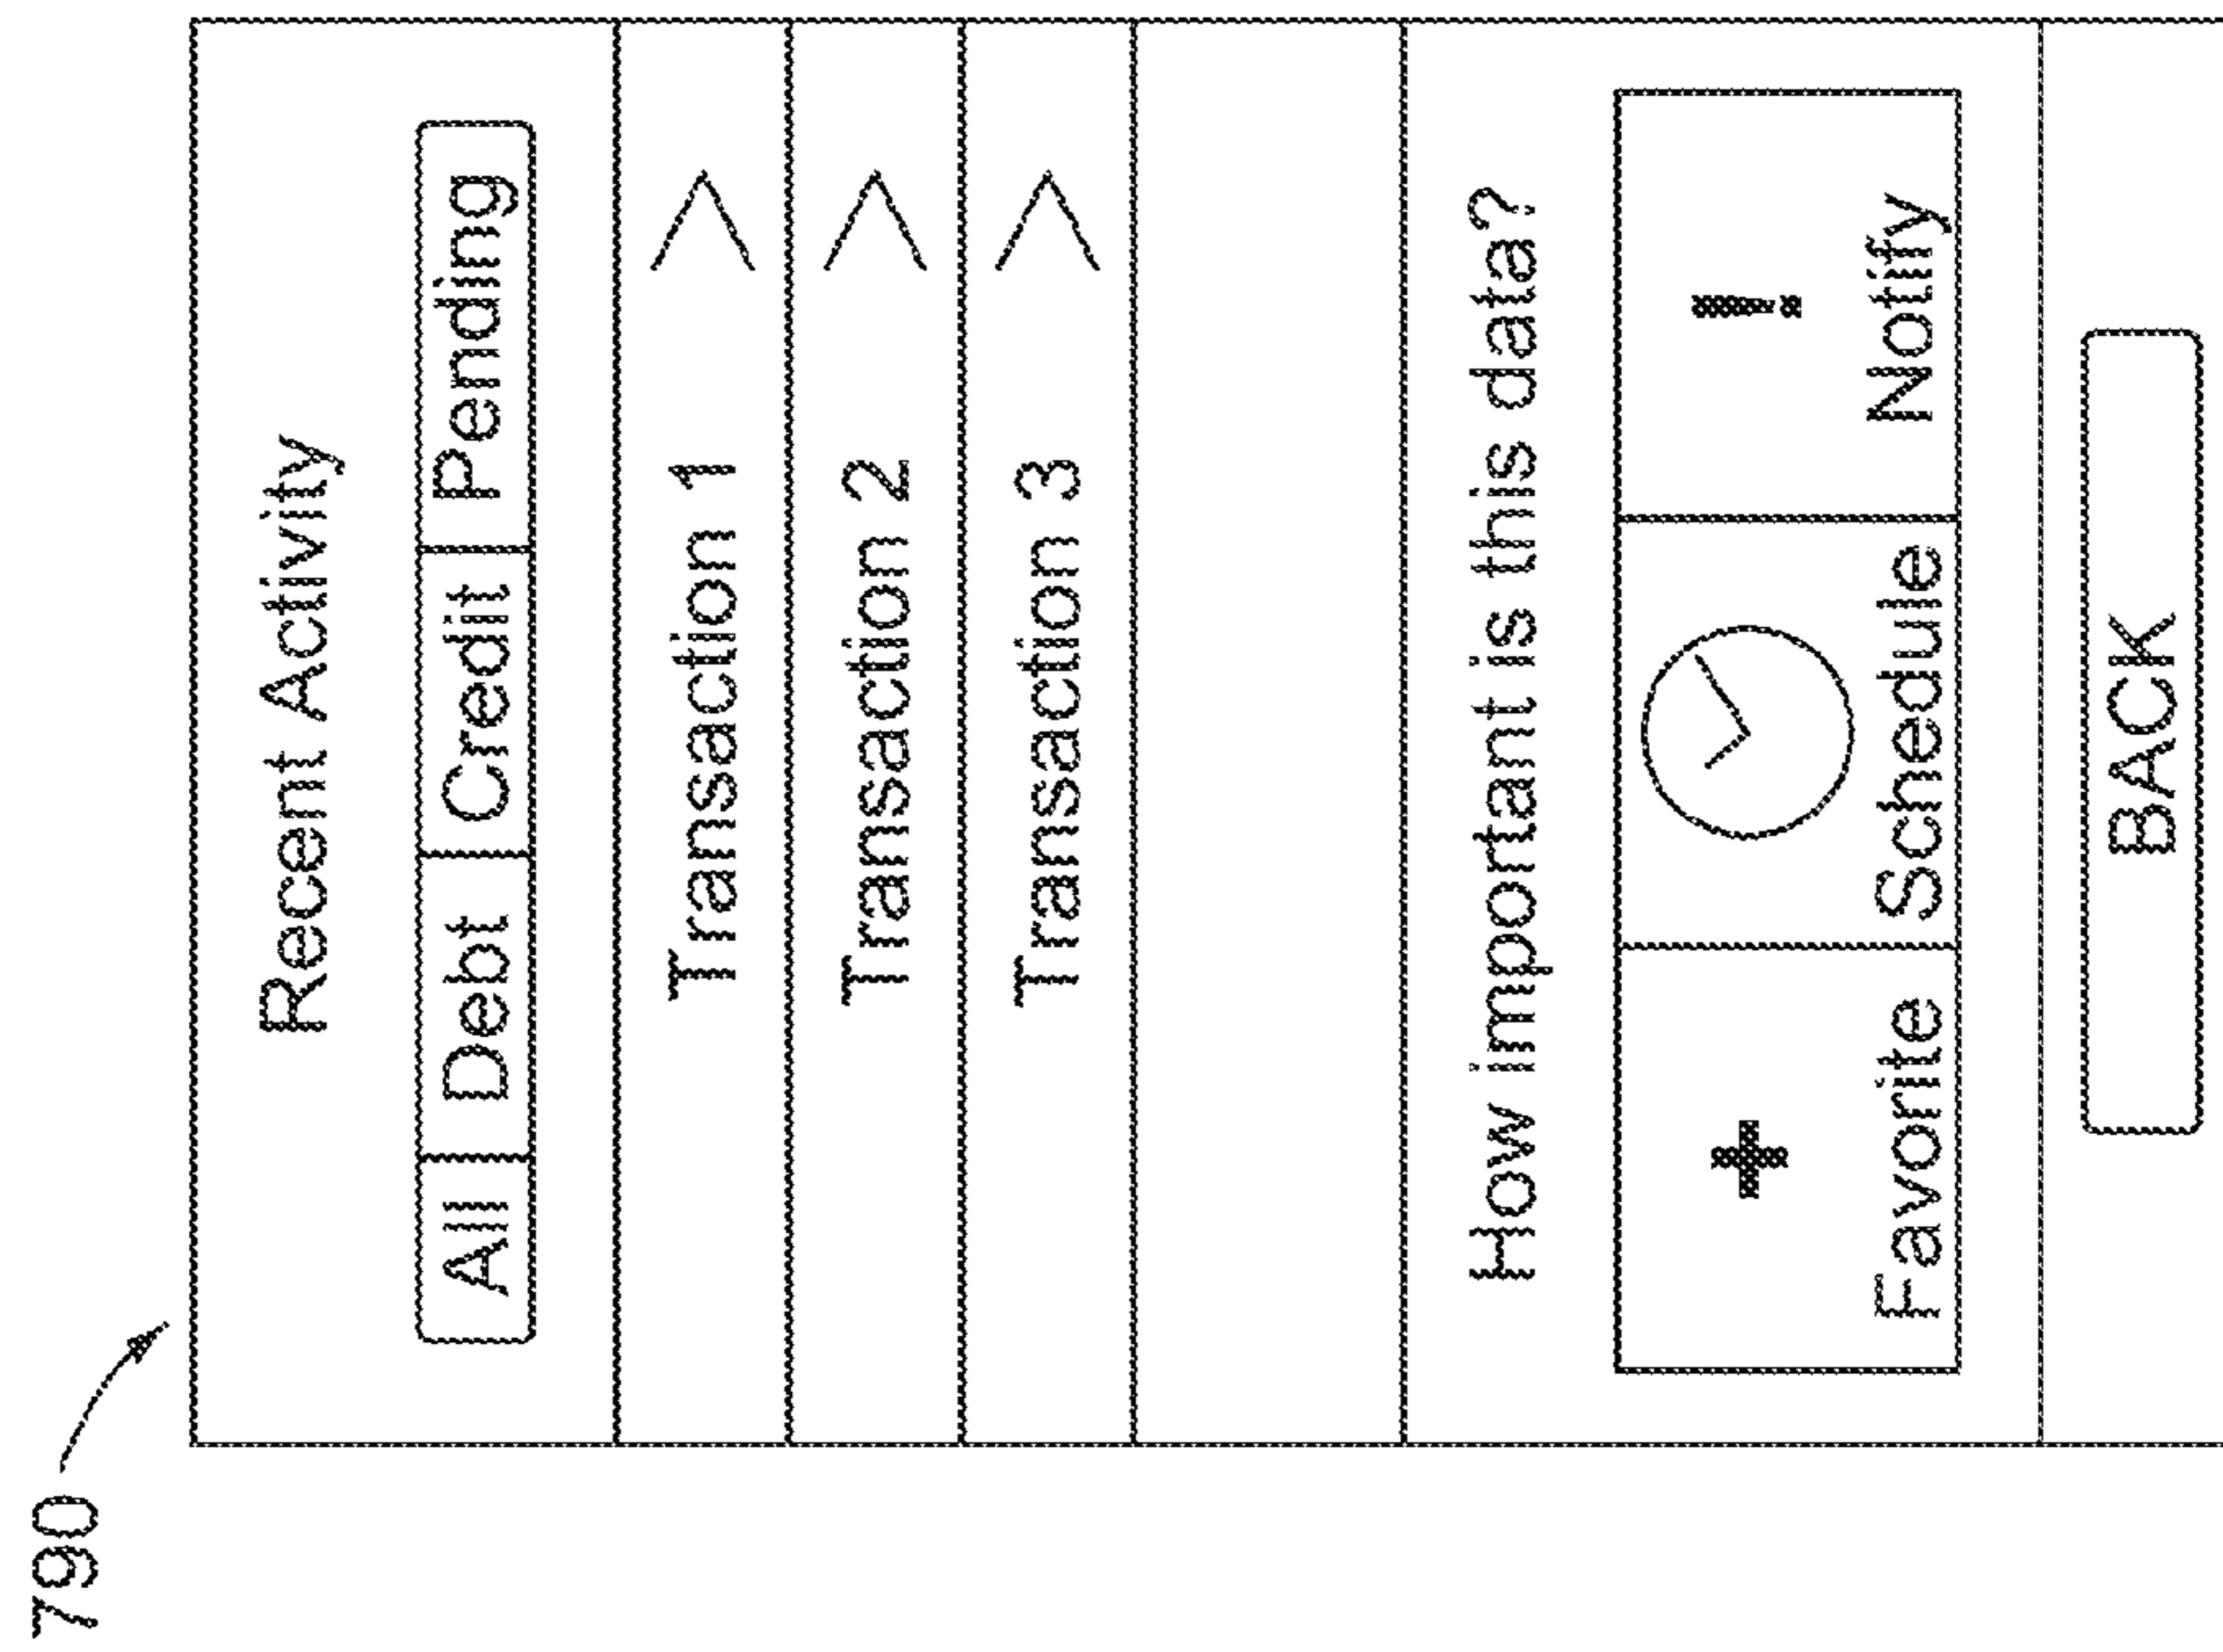 790
Recent Activity
All Debt Credit Pending
Transaction 1
Transaction 2
Transaction 3
How important is this data?
+ !
Favorite Schedule Notify
BACK